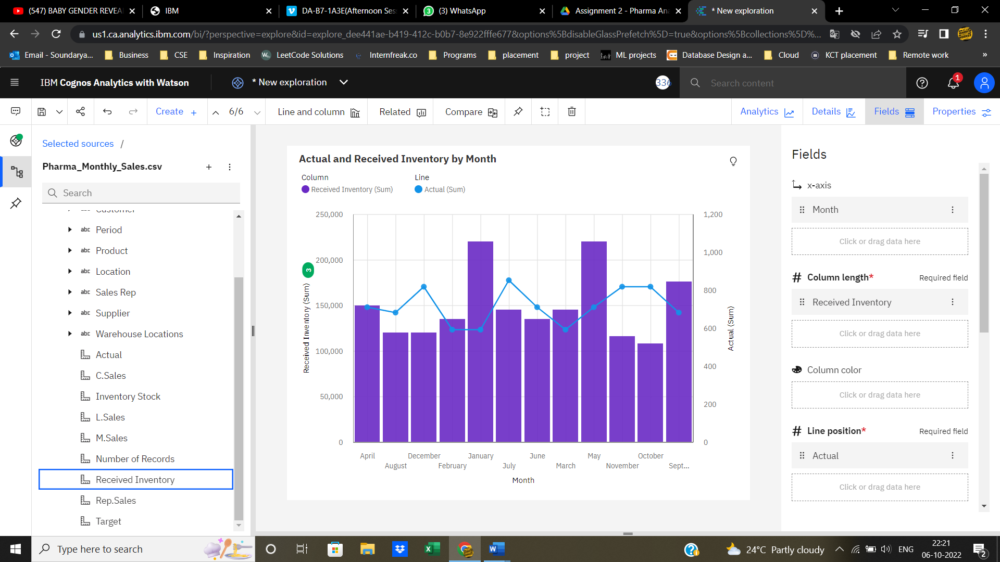 (547) BABY GENDER REVEA
IBM
DA-B7-1A3E(Afternoon Ses
(3) WhatsApp
Assignment 2 - Pharma Ana
* New exploration
us1.ca.analytics.ibm.com/bi/?perspective=explore&id=explore_dee441ae-b419-412c-b0b7-8e922fffe677&options%5BdisableGlassPrefetch%5D=true&options%5Bcollections%5D%...
Email - Soundarya...
Business
CSE
Inspiration
LeetCode Solutions
Internfreak.co
Programs
placement
project
ML projects
Database Design a...
Cloud
KCT placement
Remote work
»
IBM Cognos Analytics with Watson
* New exploration
336
Search content
1
Create +
6/6
Line and column
Related
Compare
Analytics
Details
Fields
Properties
Selected sources /
Pharma_Monthly_Sales.csv
Search
Customer
abc Period
abc Product
abc Location
abc Sales Rep
abc Supplier
abc Warehouse Locations
Actual
C.Sales
Inventory Stock
L.Sales
M.Sales
Number of Records
Received Inventory
Rep.Sales
Target
Actual and Received Inventory by Month
Column
Received Inventory (Sum)
Line
Actual (Sum)
3
Received Inventory (Sum)
250,000
200,000
150,000
100,000
50,000
0
1,200
1,000
800
600
400
200
0
Actual (Sum)
April
August
December
February
January
July
June
March
May
November
October
Sept...
Month
Fields
x-axis
Month
Click or drag data here
# Column length* Required field
Received Inventory
Click or drag data here
Column color
Click or drag data here
# Line position* Required field
Actual
Click or drag data here
Type here to search
24°C Partly cloudy
ENG
22:21
06-10-2022
2